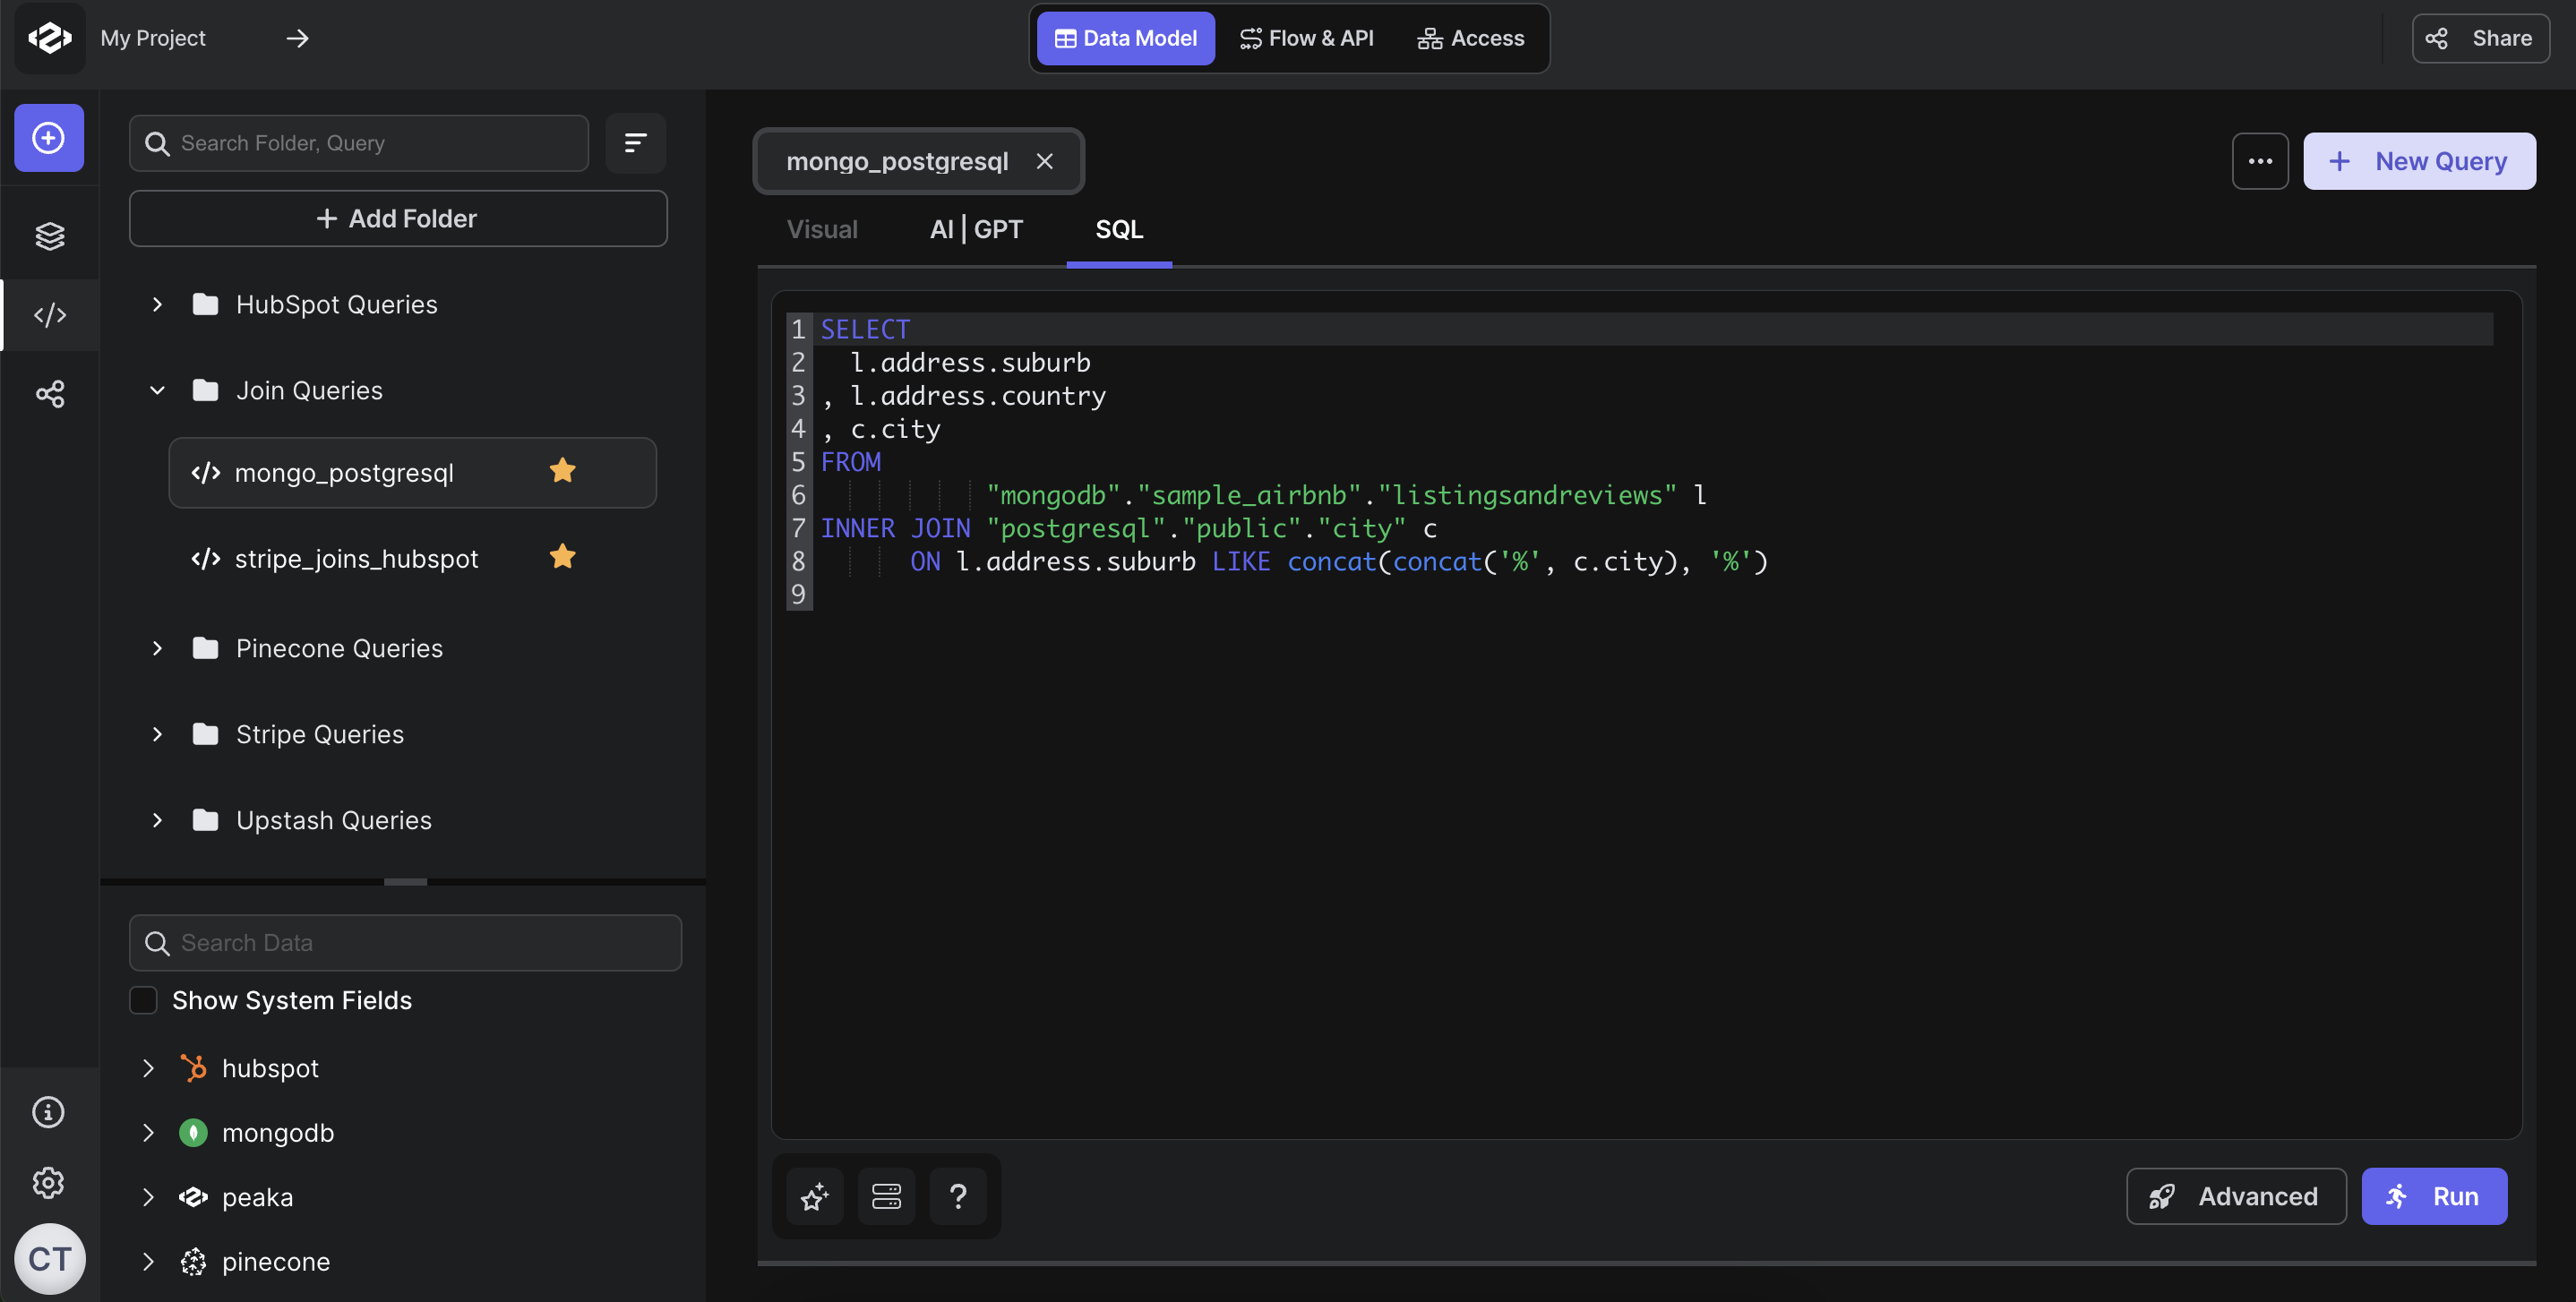 My Project
Data Model
Flow & API
Access
Share
Search Folder, Query
+ Add Folder
HubSpot Queries
Join Queries
</> mongo_postgresql
</> stripe_joins_hubspot
Pinecone Queries
Stripe Queries
Upstash Queries
Search Data
Show System Fields
hubspot
mongodb
peaka
pinecone
CT
mongo_postgresql ×
... + New Query
Visual AI | GPT SQL
1 SELECT
2 l.address.suburb
3 , l.address.country
4 , c.city
5 FROM
6 "mongodb"."sample_airbnb"."listingsandreviews" l
7 INNER JOIN "postgresql"."public"."city" c
8 ON l.address.suburb LIKE concat(concat('%', c.city), '%')
9
?
Advanced
Run